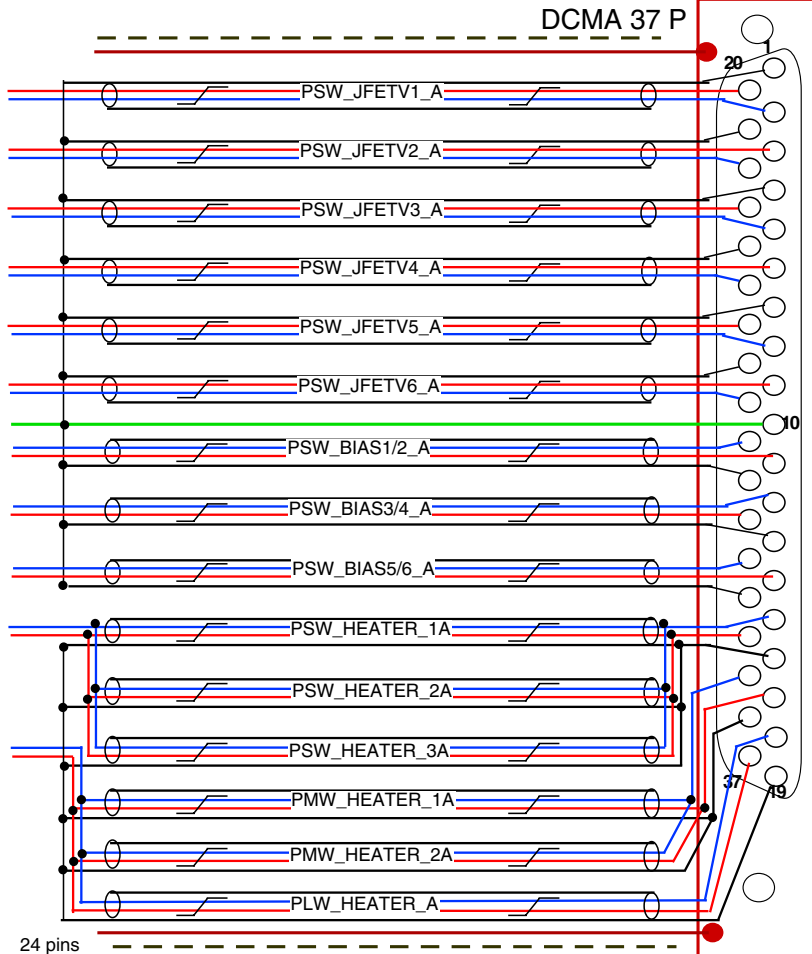 DCMA 37 P
1
20
PSW_JFETV1_A
PSW_JFETV2_A
PSW_JFETV3_A
PSW_JFETV4_A
PSW_JFETV5_A
PSW_JFETV6_A
10
PSW_BIAS1/2_A
PSW_BIAS3/4_A
PSW_BIAS5/6_A
PSW_HEATER_1A
PSW_HEATER_2A
PSW_HEATER_3A
37
19
PMW_HEATER_1A
PMW_HEATER_2A
PLW_HEATER_A
24 pins